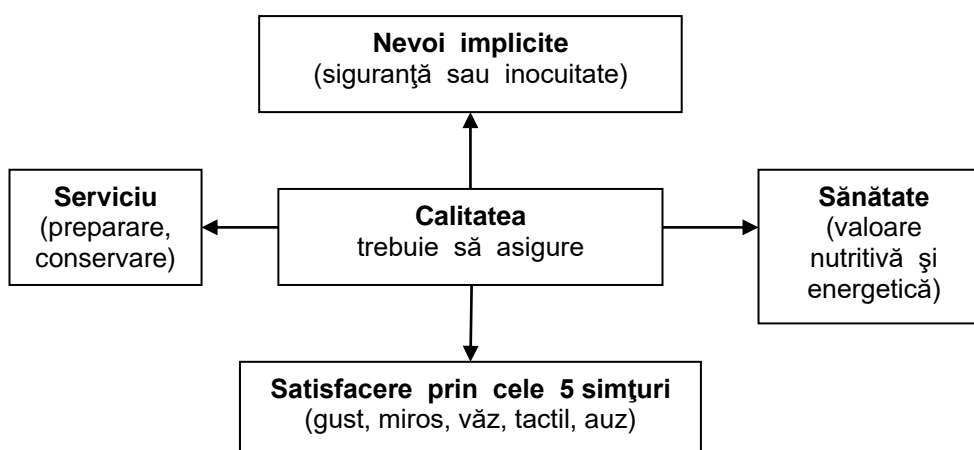 Nevoi implicite
(siguranţă sau inocuitate)
Serviciu
(preparare,
conservare)
Calitatea
trebuie să asigure
Sănătate
(valoare
nutritivă şi
energetică)
Satisfacere prin cele 5 simţuri
(gust, miros, văz, tactil, auz)